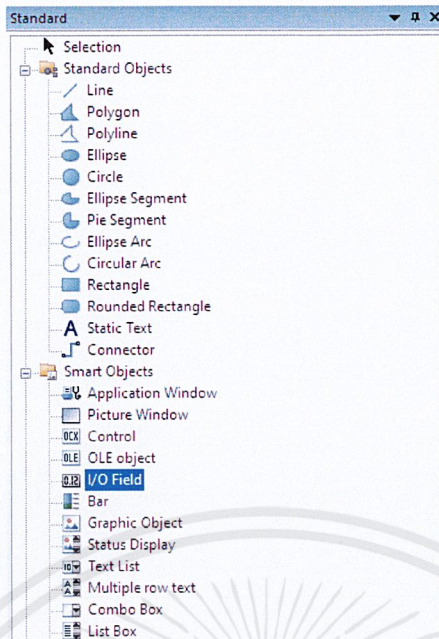 Standard
Selection
Standard Objects
Line
Polygon
Polyline
Ellipse
Circle
Ellipse Segment
Pie Segment
Ellipse Arc
Circular Arc
Rectangle
Rounded Rectangle
A Static Text
Connector
Smart Objects
Application Window
Picture Window
OCX Control
OLE OLE object
0.12 I/O Field
Bar
Graphic Object
Status Display
Text List
Multiple row text
Combo Box
List Box